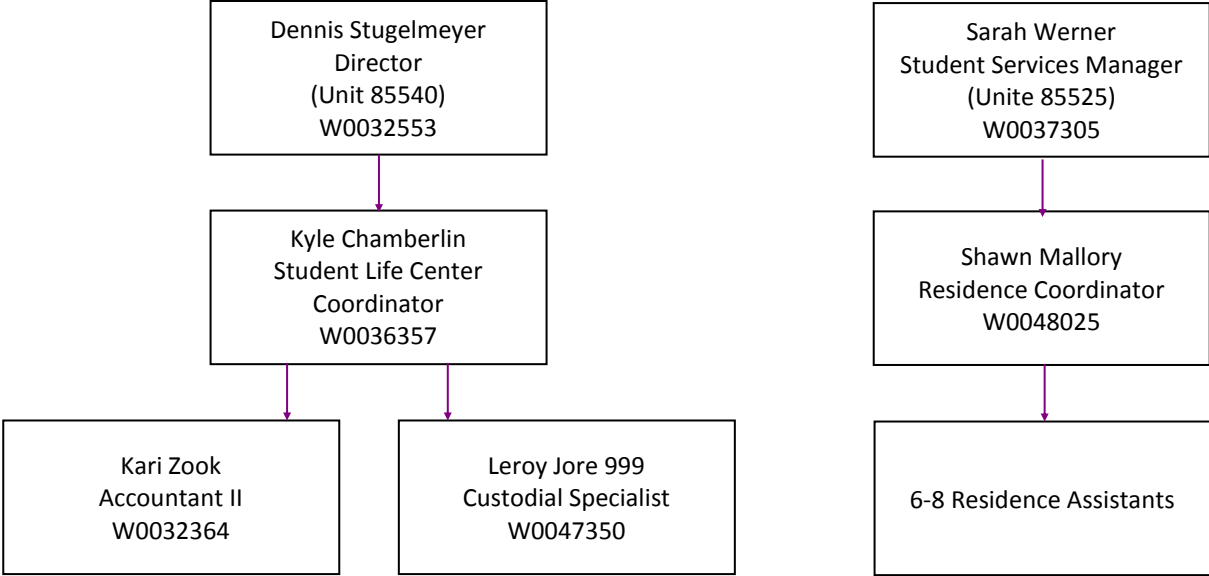 Dennis Stugelmeyer
Director
(Unit 85540)
W0032553
Sarah Werner
Student Services Manager
(Unite 85525)
W0037305
Kyle Chamberlin
Student Life Center
Coordinator
W0036357
Shawn Mallory
Residence Coordinator
W0048025
Kari Zook
Accountant II
W0032364
Leroy Jore 999
Custodial Specialist
W0047350
6-8 Residence Assistants